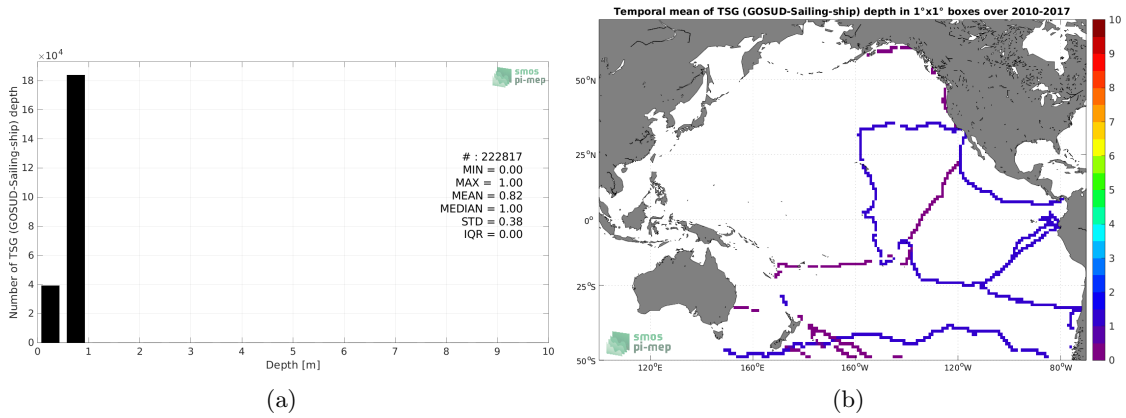 ×10⁴
18
16
14
12
10
8
6
4
2
0
Number of TSG (GOSUD-Sailing-ship) depth
smos
pi-mep
# : 222817
MIN = 0.00
MAX = 1.00
MEAN = 0.82
MEDIAN = 1.00
STD = 0.38
IQR = 0.00
0 1 2 3 4 5 6 7 8 9 10
Depth [m]
(a)
Temporal mean of TSG (GOSUD-Sailing-ship) depth in 1°x1° boxes over 2010-2017
50°N
25°N
0°
25°S
50°S
120°W 160°W 160°W 120°W 80°W
smos
pi-mep
10
9
8
7
6
5
4
3
2
1
0
(b)